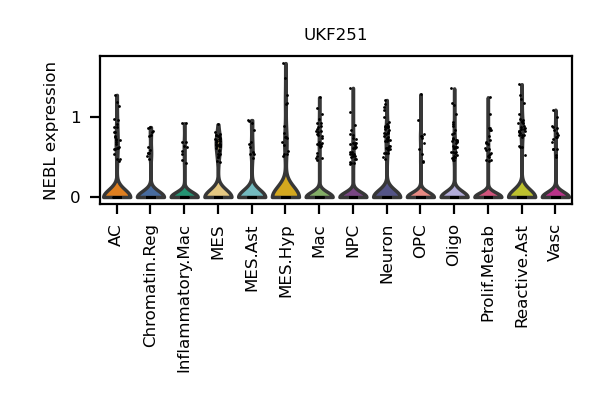 UKF251
NEBL expression
1
0
AC
Chromatin.Reg
Inflammatory.Mac
MES
MES.Ast
MES.Hyp
Mac
NPC
Neuron
OPC
Oligo
Prolif.Metab
Reactive.Ast
Vasc